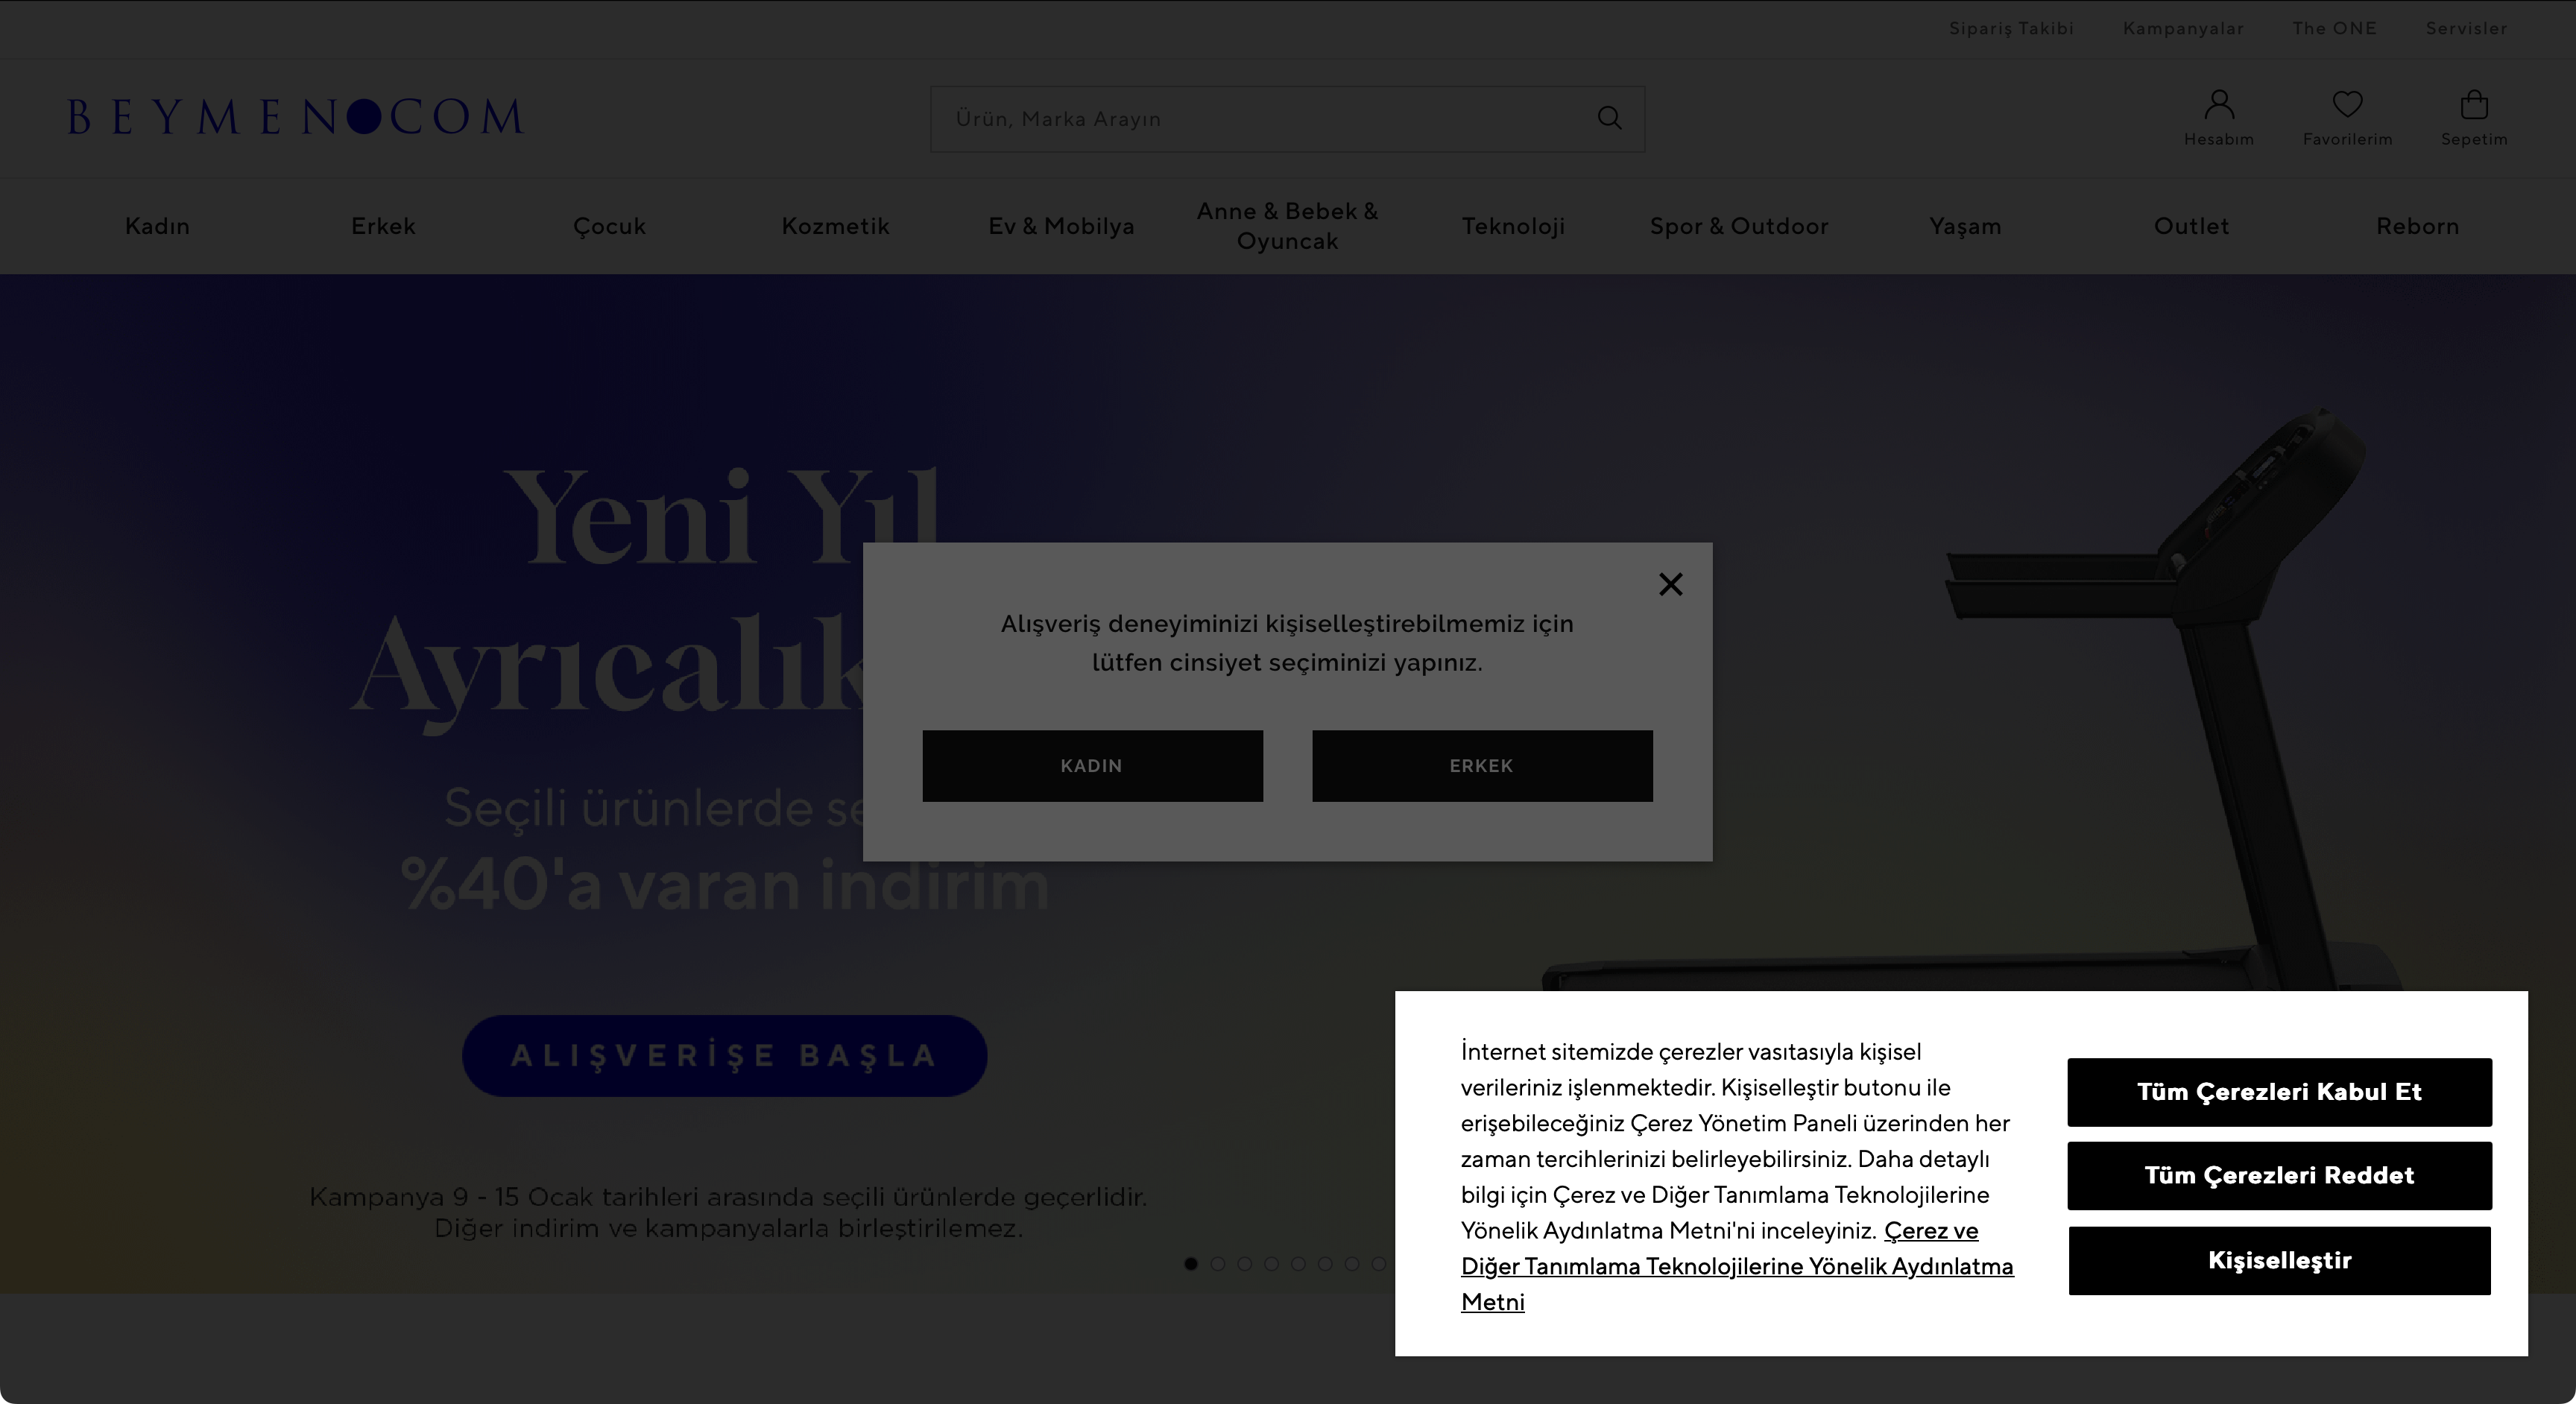 Sipariş Takibi Kampanyalar The ONE Servisler
BEYMEN COM
Ürün, Marka Arayın
Hesabım Favorilerim Sepetim
Kadın Erkek Çocuk Kozmetik Ev & Mobilya Anne & Bebek & Oyuncak Teknoloji Spor & Outdoor Yaşam Outlet Reborn
Yeni Yıl
Ayrıcalık
Seçili ürünlerde se
%40'a varan indirim
ALIŞVERİŞE BAŞLA
Kampanya 9 - 15 Ocak tarihleri arasında seçili ürünlerde geçerlidir.
Diğer indirim ve kampanyalarla birleştirilemez.
Alışveriş deneyiminizi kişiselleştirebilmemiz için
lütfen cinsiyet seçiminizi yapınız.
KADIN ERKEK
İnternet sitemizde çerezler vasıtasıyla kişisel
verileriniz işlenmektedir. Kişiselleştir butonu ile
erişebileceğiniz Çerez Yönetim Paneli üzerinden her
zaman tercihlerinizi belirleyebilirsiniz. Daha detaylı
bilgi için Çerez ve Diğer Tanımlama Teknolojilerine
Yönelik Aydınlatma Metni'ni inceleyiniz. Çerez ve
Diğer Tanımlama Teknolojilerine Yönelik Aydınlatma
Metni
Tüm Çerezleri Kabul Et
Tüm Çerezleri Reddet
Kişiselleştir